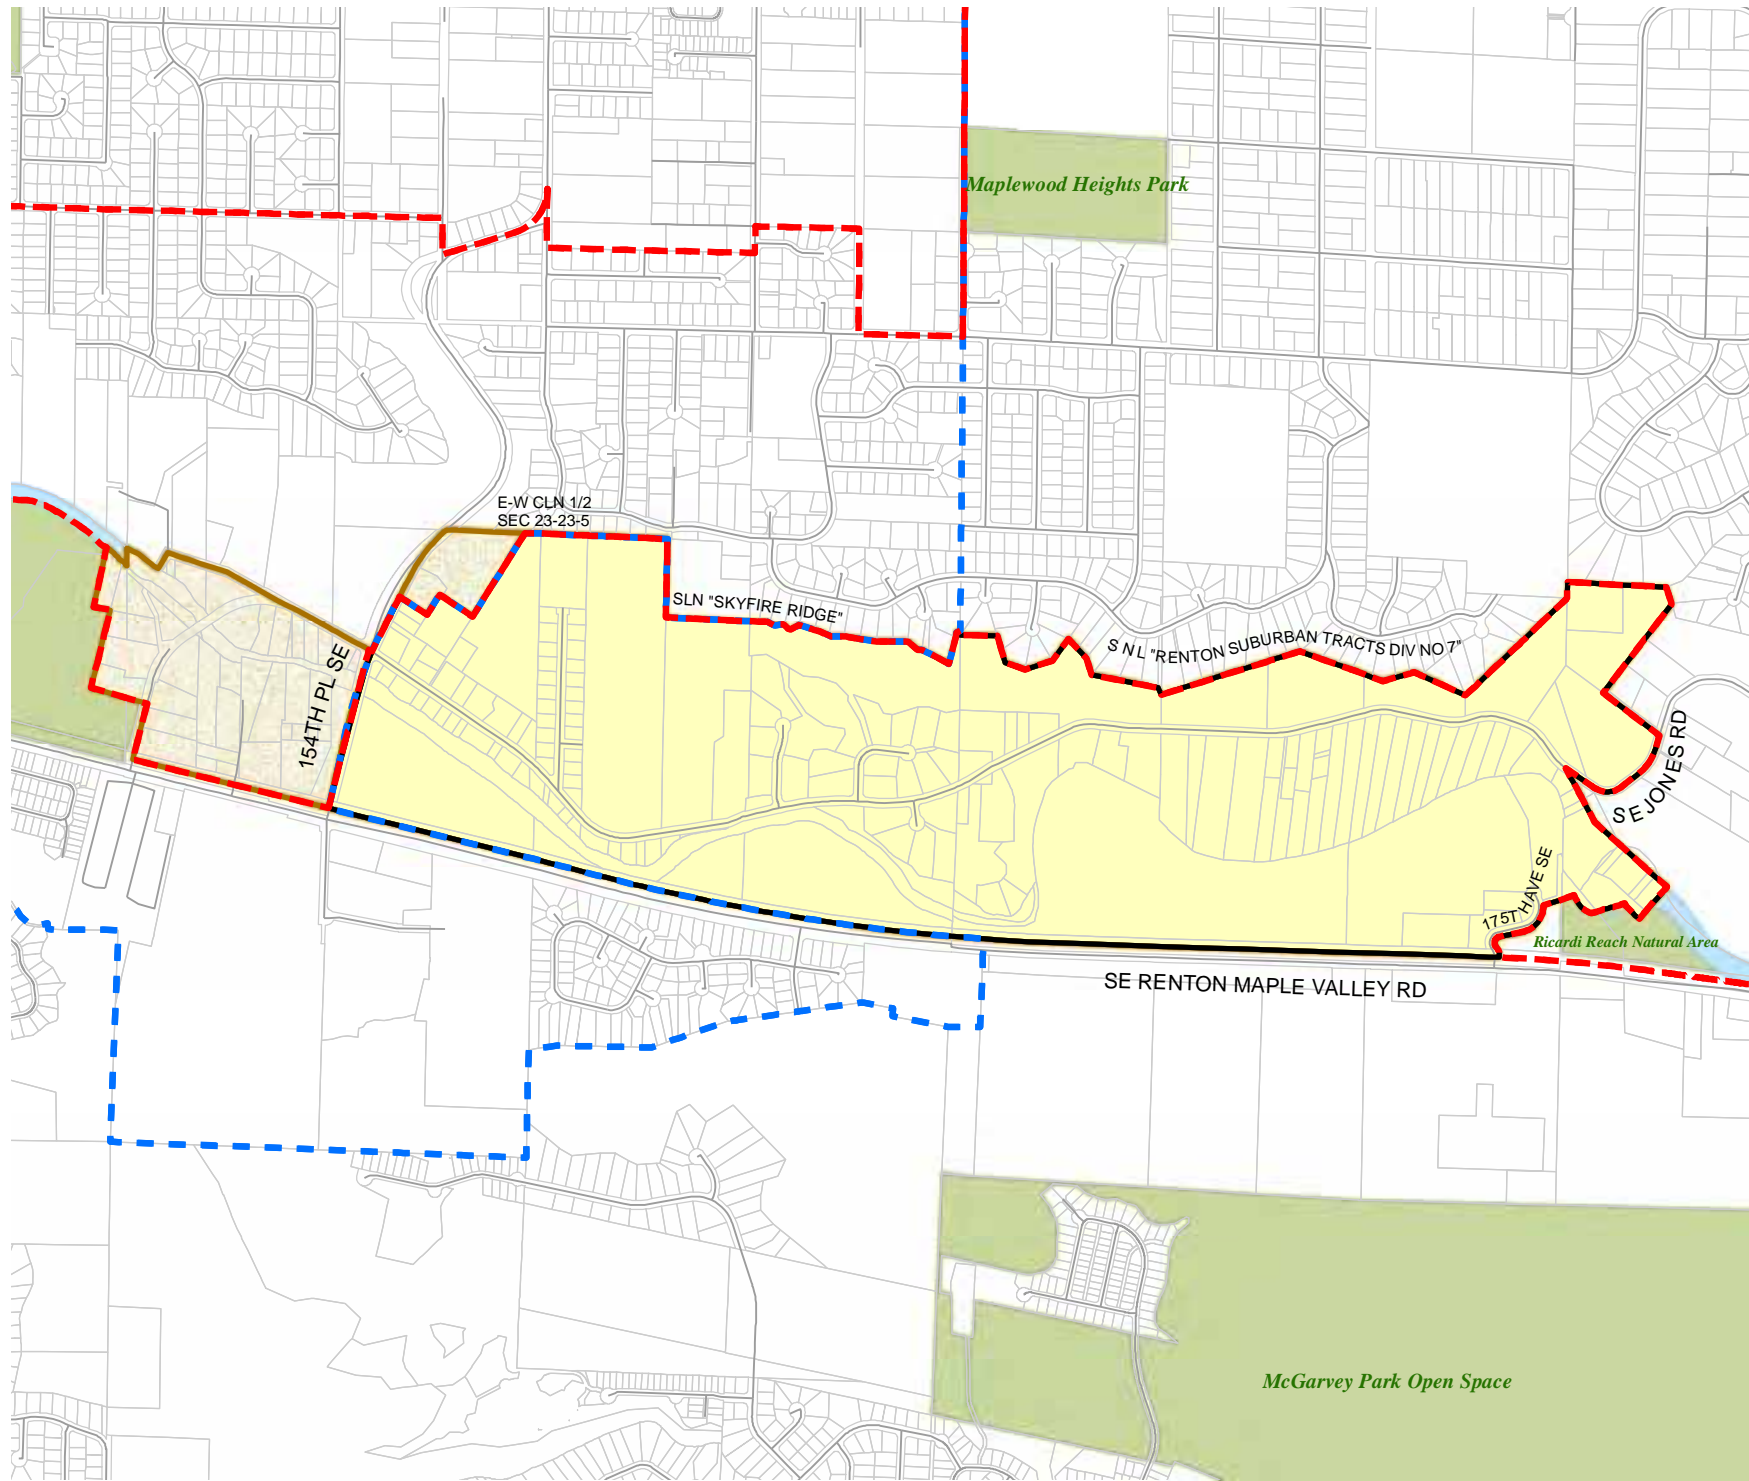 Maplewood Heights Park
E-W CLN 1/2
SEC 23-23-5
SLN "SKYFIRE RIDGE"
S N L "RENTON SUBURBAN TRACTS DIV NO 7"
154TH PL SE
SE JONES RD
175TH AVE SE
Ricardi Reach Natural Area
SE RENTON MAPLE VALLEY RD
McGarvey Park Open Space